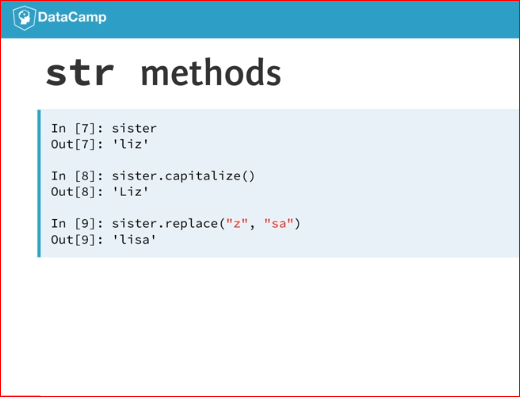 DataCamp
str methods
In [7]: sister
Out[7]: 'liz'
In [8]: sister.capitalize()
Out[8]: 'Liz'
In [9]: sister.replace("z", "sa")
Out[9]: 'lisa'